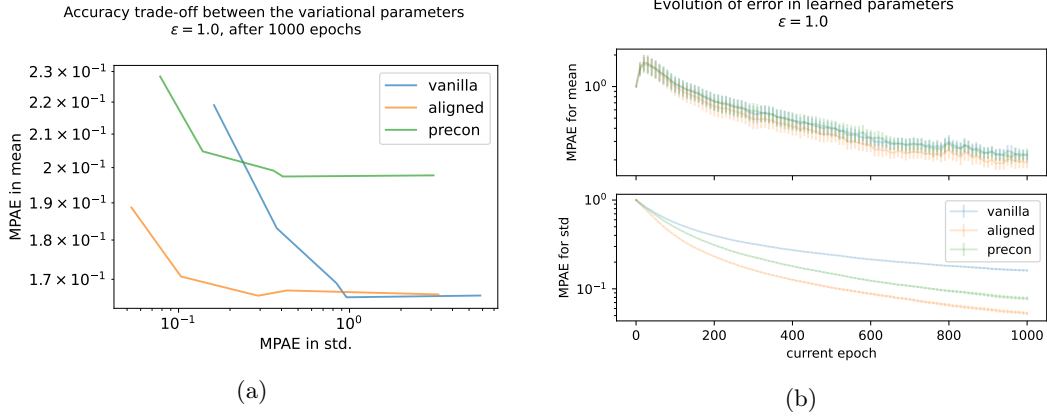 Accuracy trade-off between the variational parameters
ε = 1.0, after 1000 epochs
2.3 × 10⁻¹
2.2 × 10⁻¹
2.1 × 10⁻¹
2 × 10⁻¹
1.9 × 10⁻¹
1.8 × 10⁻¹
1.7 × 10⁻¹
MPAE in mean
vanilla
aligned
precon
10⁻¹
10⁰
MPAE in std.
(a)
Evolution of error in learned parameters
ε = 1.0
10⁰
MPAE for mean
10⁰
10⁻¹
MPAE for std
vanilla
aligned
precon
0
200
400
600
800
1000
current epoch
(b)